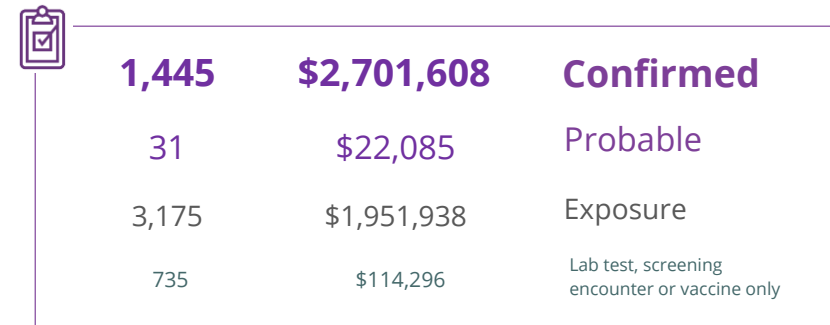 1,445 $2,701,608 Confirmed
31 $22,085 Probable
3,175 $1,951,938 Exposure
735 $114,296 Lab test, screening
encounter or vaccine only